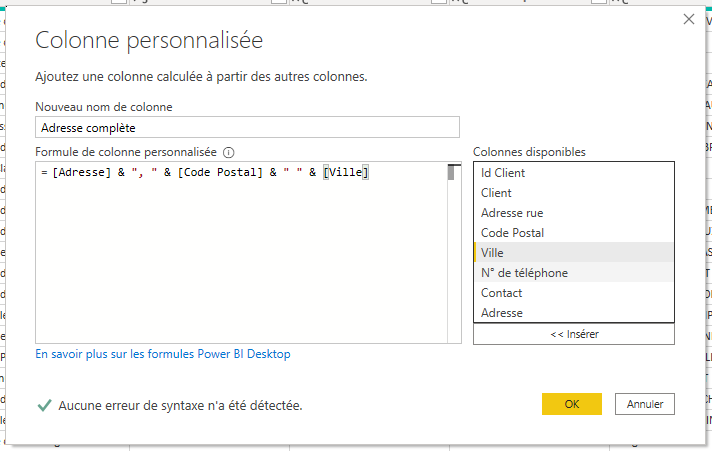 Colonne personnalisée
Ajoutez une colonne calculée à partir des autres colonnes.
Nouveau nom de colonne
Adresse complète
Formule de colonne personnalisée
= [Adresse] & ", " & [Code Postal] & " " & [Ville]
Colonnes disponibles
Id Client
Client
Adresse rue
Code Postal
Ville
N° de téléphone
Contact
Adresse
<< Insérer
En savoir plus sur les formules Power BI Desktop
Aucune erreur de syntaxe n'a été détectée.
OK
Annuler